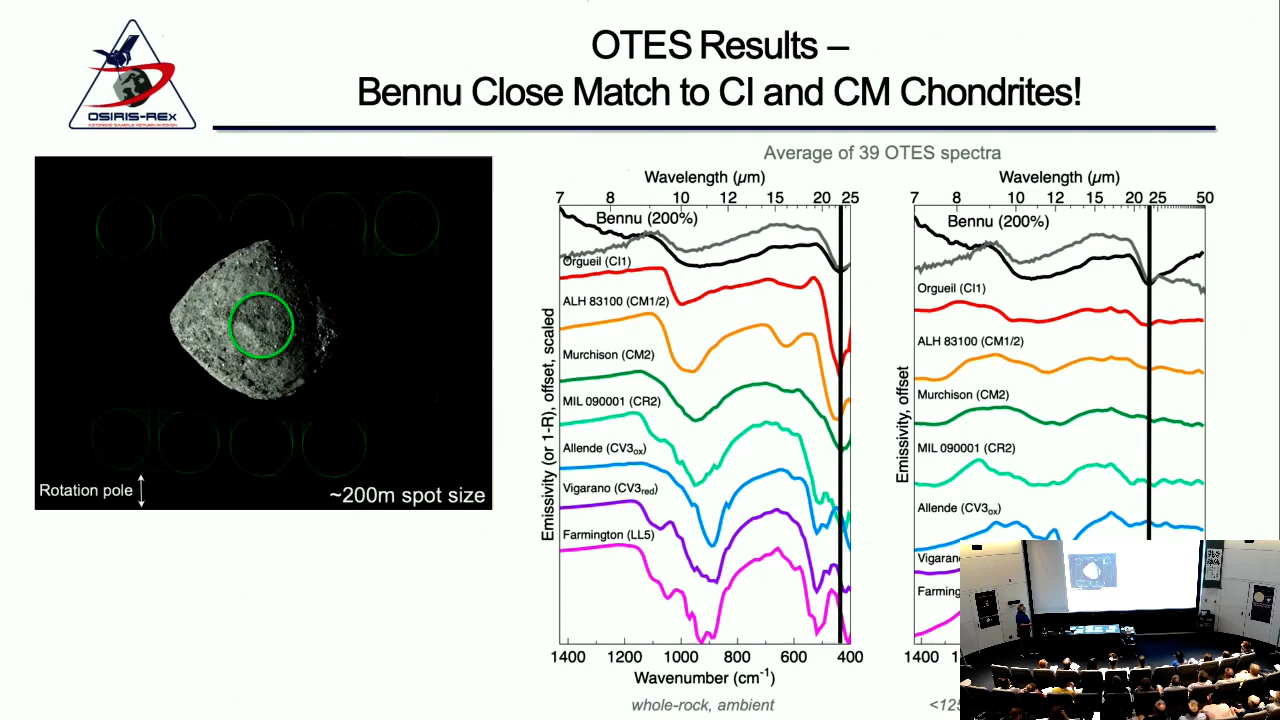 OTES Results –
Bennu Close Match to CI and CM Chondrites!
OSIRIS-REx
ASTEROID SAMPLE RETURN MISSION
Rotation pole
~200m spot size
Average of 39 OTES spectra
Wavelength (μm)
7 8 10 12 15 20 25
Bennu (200%)
Orgueil (CI1)
ALH 83100 (CM1/2)
Murchison (CM2)
MIL 090001 (CR2)
Allende (CV3ox)
Vigarano (CV3red)
Farmington (LL5)
Emissivity (or 1-R), offset, scaled
1400 1200 1000 800 600 400
Wavenumber (cm-1)
whole-rock, ambient
Wavelength (μm)
7 8 10 12 15 20 25 50
Bennu (200%)
Orgueil (CI1)
ALH 83100 (CM1/2)
Murchison (CM2)
MIL 090001 (CR2)
Allende (CV3ox)
Emissivity, offset
1400